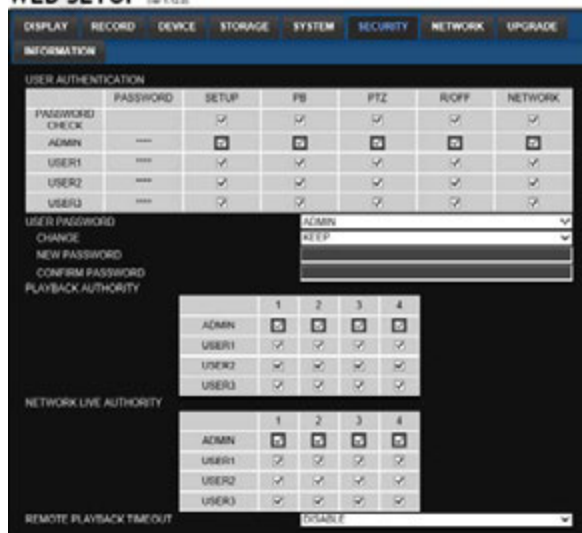 WEB SETUP
DISPLAY RECORD DEVICE STORAGE SYSTEM SECURITY NETWORK UPGRADE
INFORMATION
USER AUTHENTICATION
PASSWORD SETUP PB PTZ R/OFF NETWORK
PASSWORD CHECK
ADMIN ****
USER1 ****
USER2 ****
USER3 ****
USER PASSWORD ADMIN
CHANGE KEEP
NEW PASSWORD
CONFIRM PASSWORD
PLAYBACK AUTHORITY
1 2 3 4
ADMIN
USER1
USER2
USER3
NETWORK LIVE AUTHORITY
1 2 3 4
ADMIN
USER1
USER2
USER3
REMOTE PLAYBACK TIMEOUT DISABLE